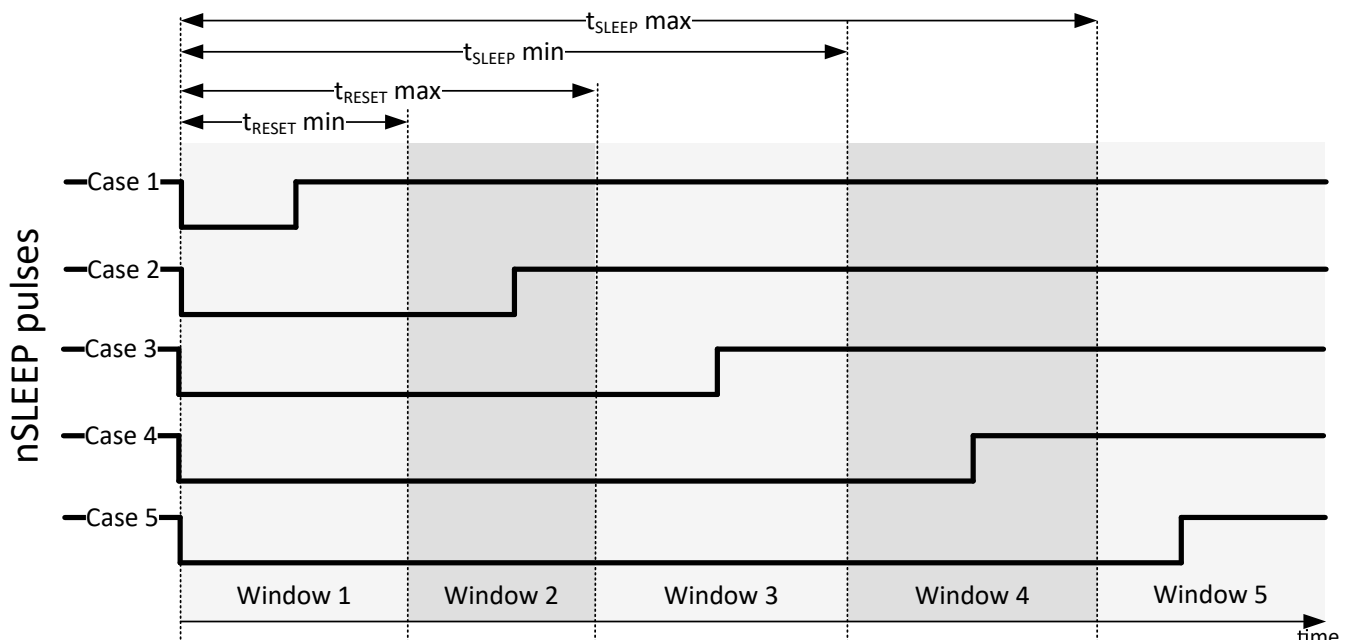 tSLEEP max
tSLEEP min
tRESET max
tRESET min
nSLEEP pulses
Case 1
Case 2
Case 3
Case 4
Case 5
Window 1
Window 2
Window 3
Window 4
Window 5
time